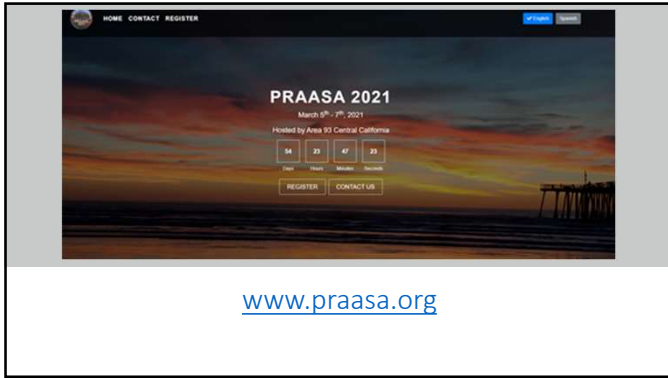 HOME CONTACT REGISTER
English Spanish
PRAASA 2021
March 5th - 7th, 2021
Hosted by Area 93 Central California
54 23 47 23
Days Hours Minutes Seconds
REGISTER CONTACT US
www.praasa.org